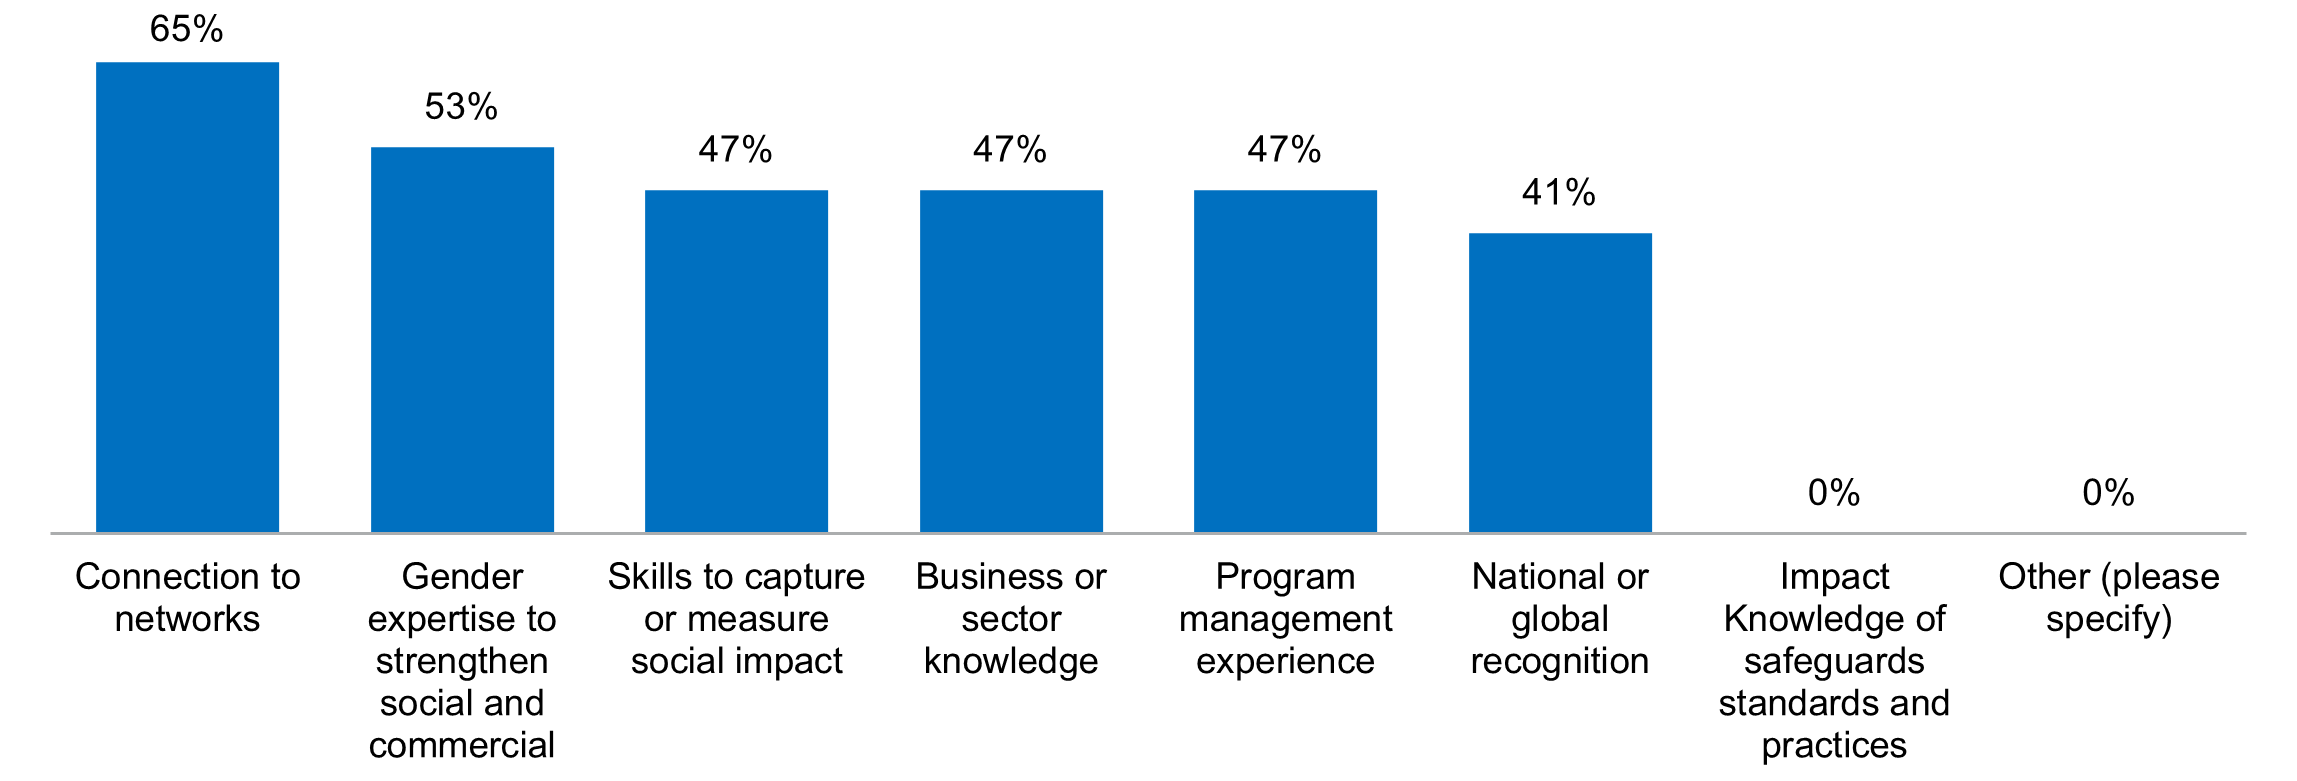 65%
53%
47%
47%
47%
41%
0%
0%
Connection to
networks
Gender
expertise to
strengthen
social and
commercial
Skills to capture
or measure
social impact
Business or
sector
knowledge
Program
management
experience
National or
global
recognition
Impact
Knowledge of
safeguards
standards and
practices
Other (please
specify)